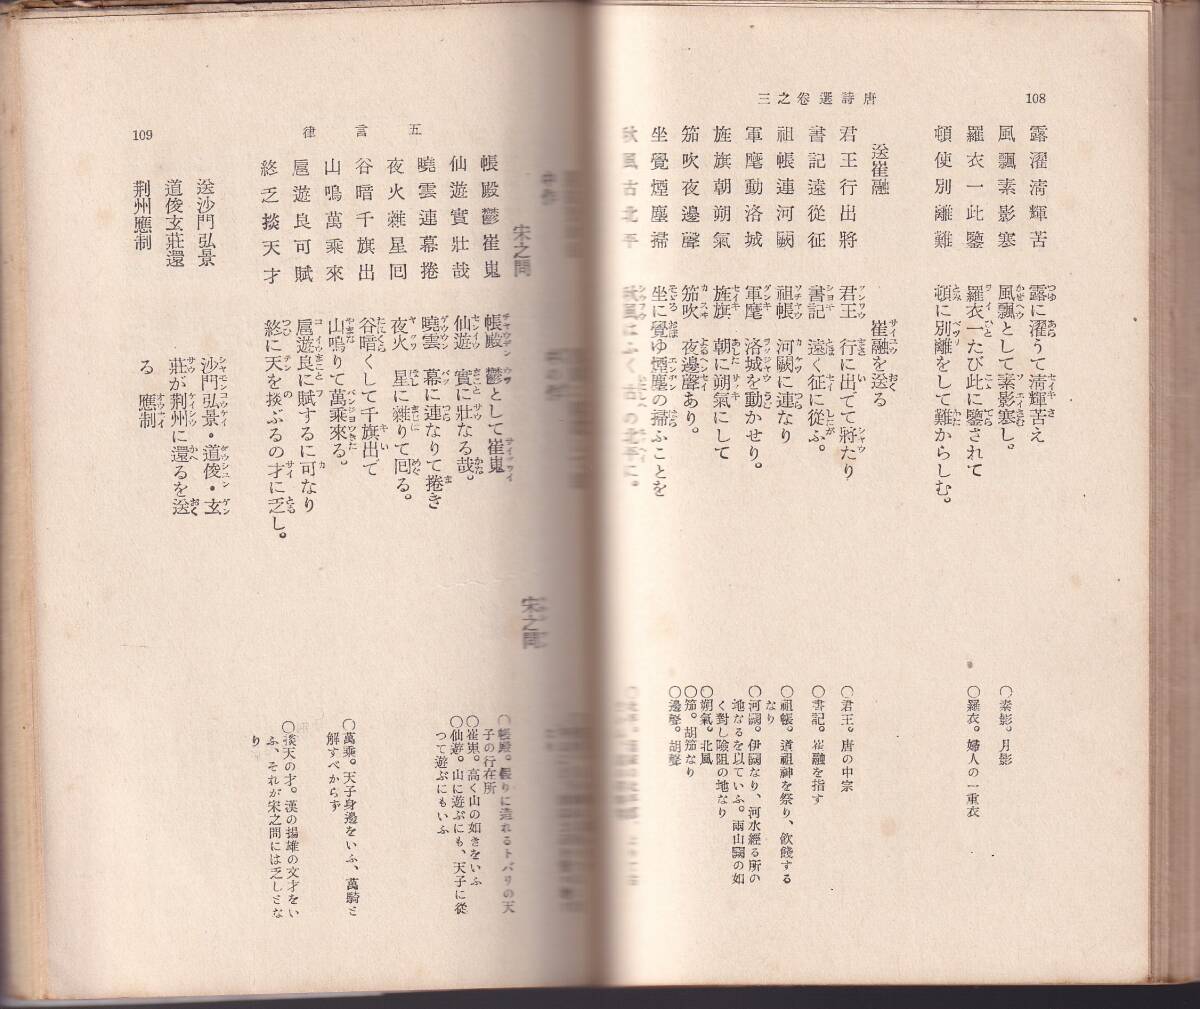 108
唐詩選卷之三
露濯淸輝苦
風飄素影寒
羅衣一此鑒
頓使別離難
露に濯うて淸輝苦え
風飄として素影寒し。
羅衣一たび此に鑒されて
頓に別離をして難からしむ。
○素影。月影
○羅衣。婦人の一重衣
送崔融
君王行出將
書記遠從征
祖帳連河闕
軍麾動洛城
旌旗朝朔氣
笳吹夜邊聲
坐覺煙塵掃
秋風古北平
崔融を送る
君王 行に出でて將たり
書記 遠く征に從ふ。
祖帳 河闕に連なり
軍麾 洛城を動かせり。
旌旗 朝に朔氣にして
笳吹 夜邊聲あり。
坐に覺ゆ煙塵の掃ふことを
秋風はふく古の北平に。
○君王。唐の中宗
○書記。崔融を指す
○祖帳。道祖神を祭り、飮餞する
なり
○河闕。伊闕なり、河水經る所の
地なるを以ていふ。兩山闕の如
く對し險阻の地なり
○朔氣。北風
○笳。胡笳なり
○邊聲。胡聲
五言律
109
宋之問
帳殿鬱崔嵬
仙遊實壯哉
曉雲連幕捲
夜火雜星回
谷暗千旗出
山鳴萬乘來
扈遊良可賦
終乏掞天才
宋之問
帳殿 鬱として崔嵬
仙遊 實に壯なる哉。
曉雲 幕に連なりて捲き
夜火 星に雜りて回る。
谷暗くして千旗出で
山鳴りて萬乘來る。
扈遊良に賦するに可なり
終に天を掞ぶるの才に乏し。
○帳殿。帳りに造れるトバリの天
子の行在所
○崔嵬。高く山の如きをいふ
○仙遊。山に遊ぶにも、天子に從
つて遊ぶにもいふ
○萬乘。天子身邊をいふ、萬騎と
解すべからず
○掞天の才。漢の揚雄の文才をい
ふ、それが宋之問には乏しとな
り
送沙門弘景
道俊玄莊還
荆州應制
沙門弘景・道俊・玄
莊が荆州に還るを送
る 應制